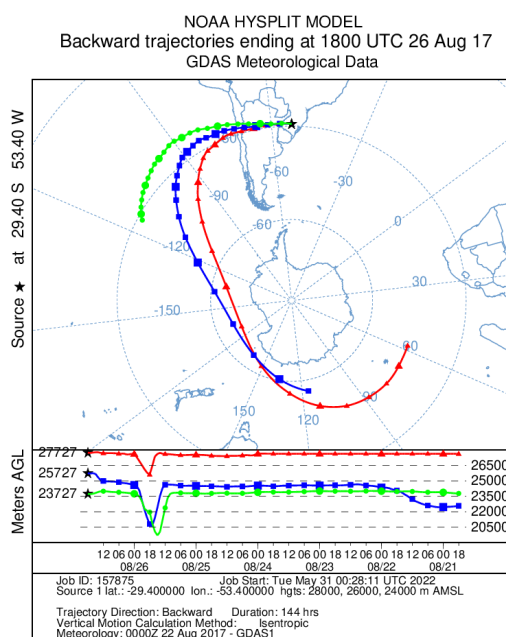 NOAA HYSPLIT MODEL
Backward trajectories ending at 1800 UTC 26 Aug 17
GDAS Meteorological Data
Source ★ at 29.40 S 53.40 W
-60
-30
-90
-60
0
-120
30
-150
60
90
150
120
Meters AGL
27727
25727
23727
26500
25000
23500
22000
20500
12 06 00 18 12 06 00 18 12 06 00 18 12 06 00 18 12 06 00 18 12 06 00 18
08/26 08/25 08/24 08/23 08/22 08/21
Job ID: 157875 Job Start: Tue May 31 00:28:11 UTC 2022
Source 1 lat.: -29.400000 lon.: -53.400000 hgts: 28000, 26000, 24000 m AMSL
Trajectory Direction: Backward Duration: 144 hrs
Vertical Motion Calculation Method: Isentropic
Meteorology: 0000Z 22 Aug 2017 - GDAS1